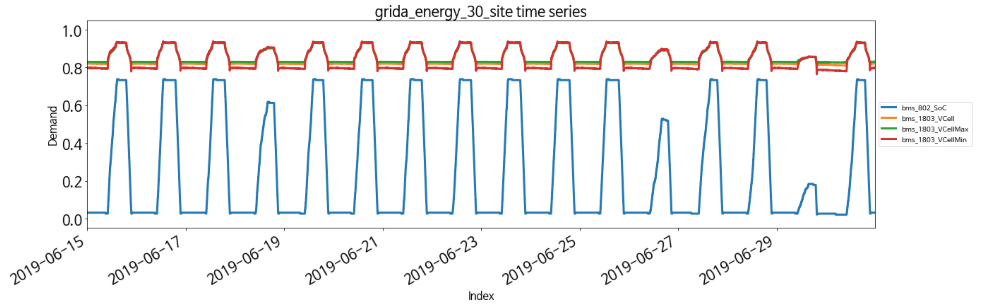 grida_energy_30_site time series
1.0
0.8
0.6
0.4
0.2
0.0
Demand
2019-06-15
2019-06-17
2019-06-19
2019-06-21
2019-06-23
2019-06-25
2019-06-27
2019-06-29
Index
bms_802_SoC
bms_1803_VCell
bms_1803_VCellMax
bms_1803_VCellMin